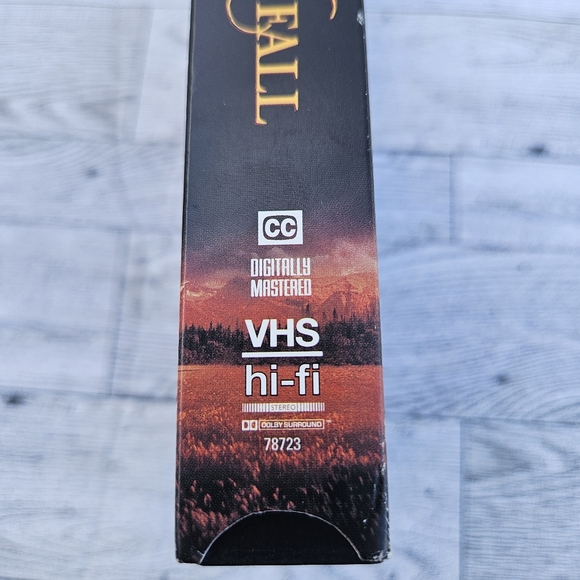 FALL
CC
DIGITALLY
MASTERED
VHS
hi-fi
STEREO
DOLBY SURROUND
78723